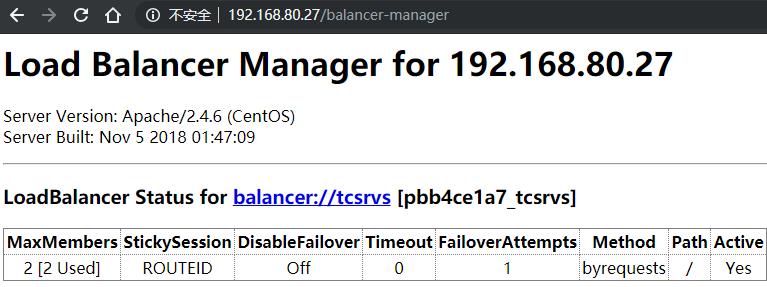 不安全 | 192.168.80.27/balancer-manager
Load Balancer Manager for 192.168.80.27
Server Version: Apache/2.4.6 (CentOS)
Server Built: Nov 5 2018 01:47:09
LoadBalancer Status for balancer://tcsrvs [pbb4ce1a7_tcsrvs]
MaxMembers StickySession DisableFailover Timeout FailoverAttempts Method Path Active
2 [2 Used] ROUTEID Off 0 1 byrequests / Yes